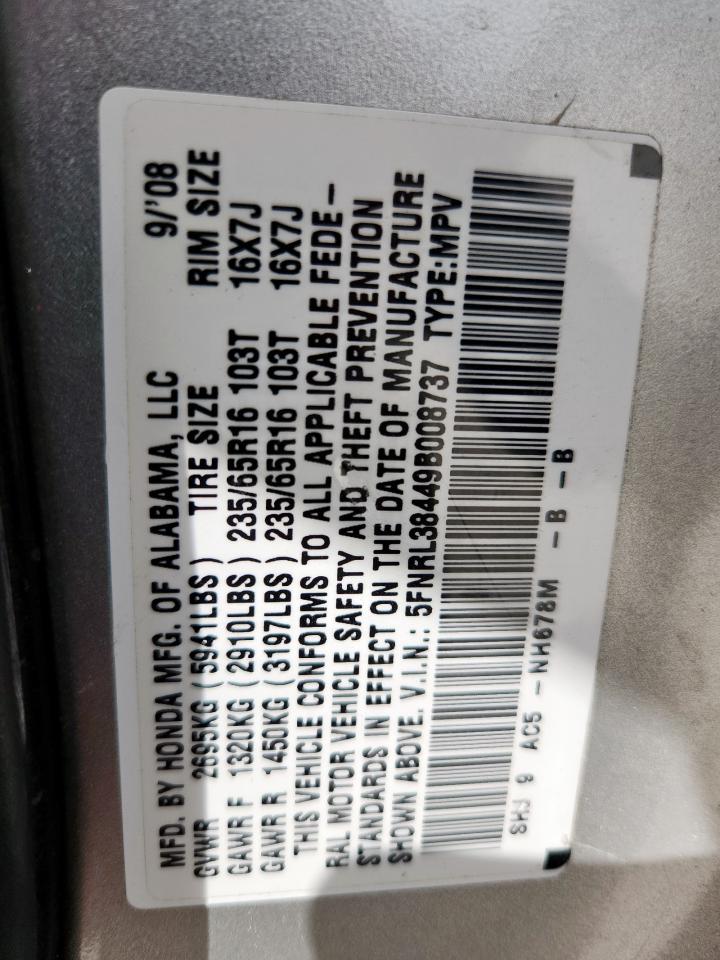 MFD. BY HONDA MFG. OF ALABAMA, LLC 9/'08
GVWR 2695KG (5941LBS) TIRE SIZE RIM SIZE
GAWR F 1320KG (2910LBS) 235/65R16 103T 16X7J
GAWR R 1450KG (3197LBS) 235/65R16 103T 16X7J
THIS VEHICLE CONFORMS TO ALL APPLICABLE FEDE-
RAL MOTOR VEHICLE SAFETY AND THEFT PREVENTION
STANDARDS IN EFFECT ON THE DATE OF MANUFACTURE
SHOWN ABOVE. V.I.N.: 5FNRL38449B008737 TYPE:MPV
SHJ 9 AC5 -NH678M -B -B